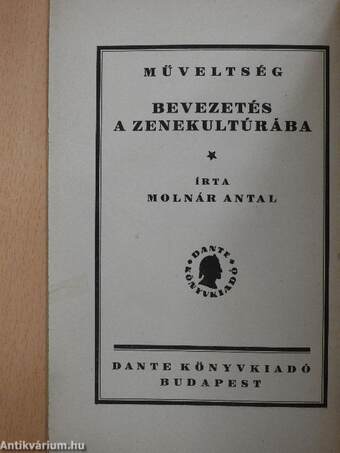 MŰVELTSÉG
BEVEZETÉS
A ZENEKULTÚRÁBA
ÍRTA
MOLNÁR ANTAL
DANTE
KÖNYVKIADÓ
DANTE KÖNYVKIADÓ
BUDAPEST
Antikvárium.hu